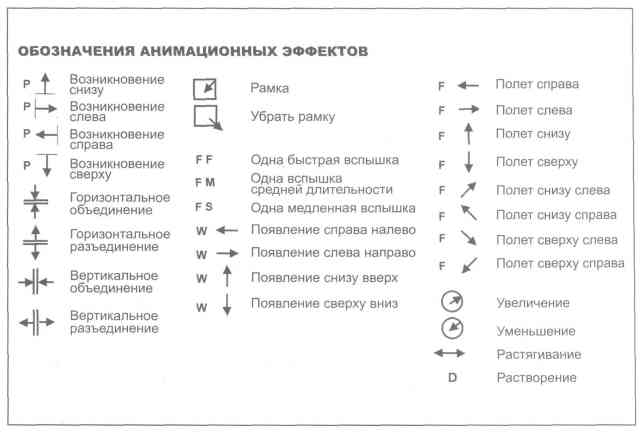 ОБОЗНАЧЕНИЯ АНИМАЦИОННЫХ ЭФФЕКТОВ
P Возникновение
снизу
P Возникновение
слева
P Возникновение
справа
P Возникновение
сверху
Горизонтальное
объединение
Горизонтальное
разъединение
Вертикальное
объединение
Вертикальное
разъединение
Рамка
Убрать рамку
F F Одна быстрая вспышка
F M Одна вспышка
средней длительности
F S Одна медленная вспышка
W Появление справа налево
W Появление слева направо
W Появление снизу вверх
W Появление сверху вниз
F Полет справа
F Полет слева
F Полет снизу
F Полет сверху
F Полет снизу слева
F Полет снизу справа
F Полет сверху слева
F Полет сверху справа
Увеличение
Уменьшение
Растягивание
D Растворение